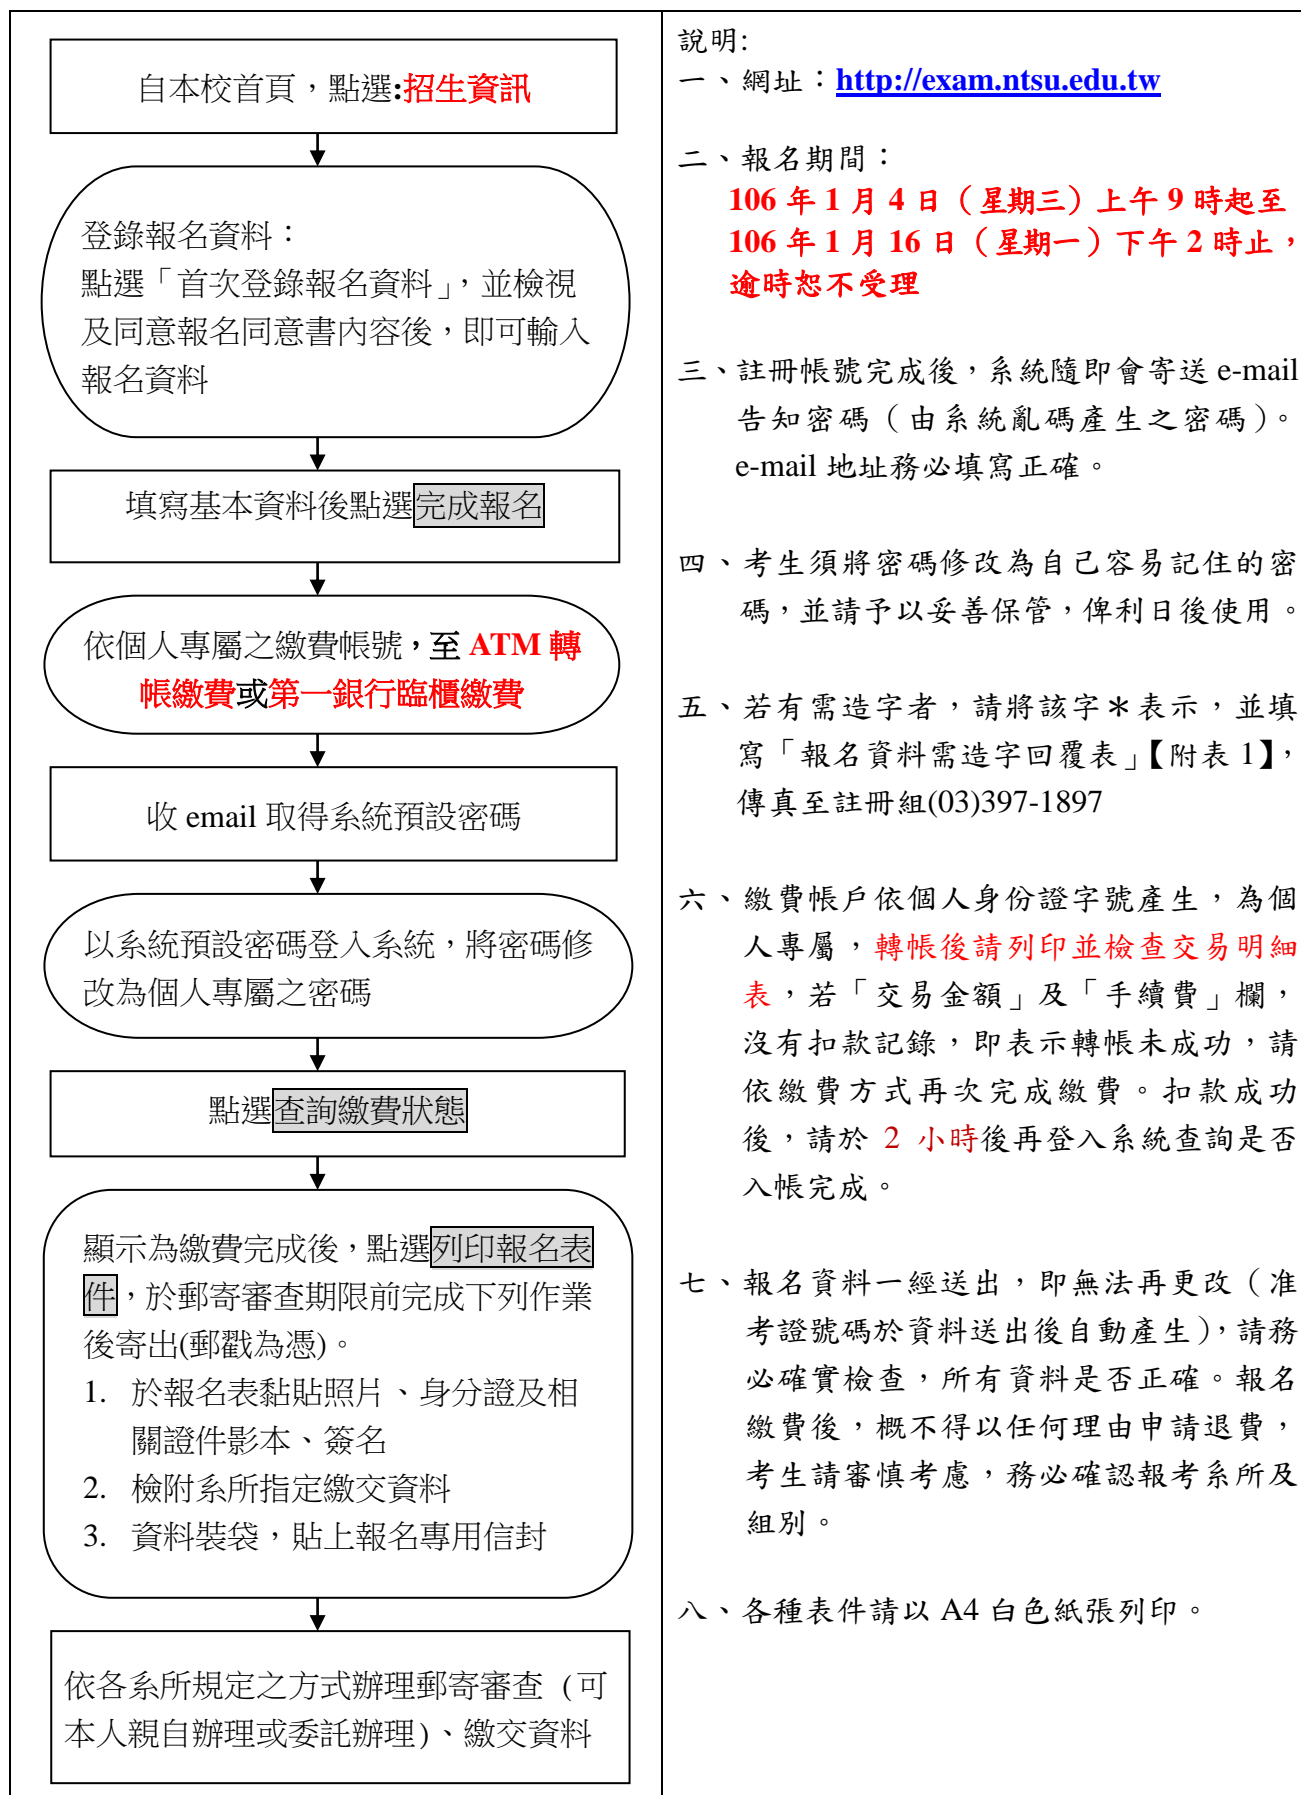 自本校首頁，點選:招生資訊
登錄報名資料：
點選「首次登錄報名資料」，並檢視
及同意報名同意書內容後，即可輸入
報名資料
填寫基本資料後點選完成報名
依個人專屬之繳費帳號，至 ATM 轉
帳繳費或第一銀行臨櫃繳費
收 email 取得系統預設密碼
以系統預設密碼登入系統，將密碼修
改為個人專屬之密碼
點選查詢繳費狀態
顯示為繳費完成後，點選列印報名表
件，於郵寄審查期限前完成下列作業
後寄出(郵戳為憑)。
1. 於報名表黏貼照片、身分證及相
關證件影本、簽名
2. 檢附系所指定繳交資料
3. 資料裝袋，貼上報名專用信封
依各系所規定之方式辦理郵寄審查 (可
本人親自辦理或委託辦理)、繳交資料
說明:
一、網址：http://exam.ntsu.edu.tw
二、報名期間：
106 年 1 月 4 日（星期三）上午 9 時起至
106 年 1 月 16 日（星期一）下午 2 時止，
逾時恕不受理
三、註冊帳號完成後，系統隨即會寄送 e-mail
告知密碼（由系統亂碼產生之密碼）。
e-mail 地址務必填寫正確。
四、考生須將密碼修改為自己容易記住的密
碼，並請予以妥善保管，俾利日後使用。
五、若有需造字者，請將該字＊表示，並填
寫「報名資料需造字回覆表」【附表 1】，
傳真至註冊組(03)397-1897
六、繳費帳戶依個人身份證字號產生，為個
人專屬，轉帳後請列印並檢查交易明細
表，若「交易金額」及「手續費」欄，
沒有扣款記錄，即表示轉帳未成功，請
依繳費方式再次完成繳費。扣款成功
後，請於 2 小時後再登入系統查詢是否
入帳完成。
七、報名資料一經送出，即無法再更改（准
考證號碼於資料送出後自動產生），請務
必確實檢查，所有資料是否正確。報名
繳費後，概不得以任何理由申請退費，
考生請審慎考慮，務必確認報考系所及
組別。
八、各種表件請以 A4 白色紙張列印。